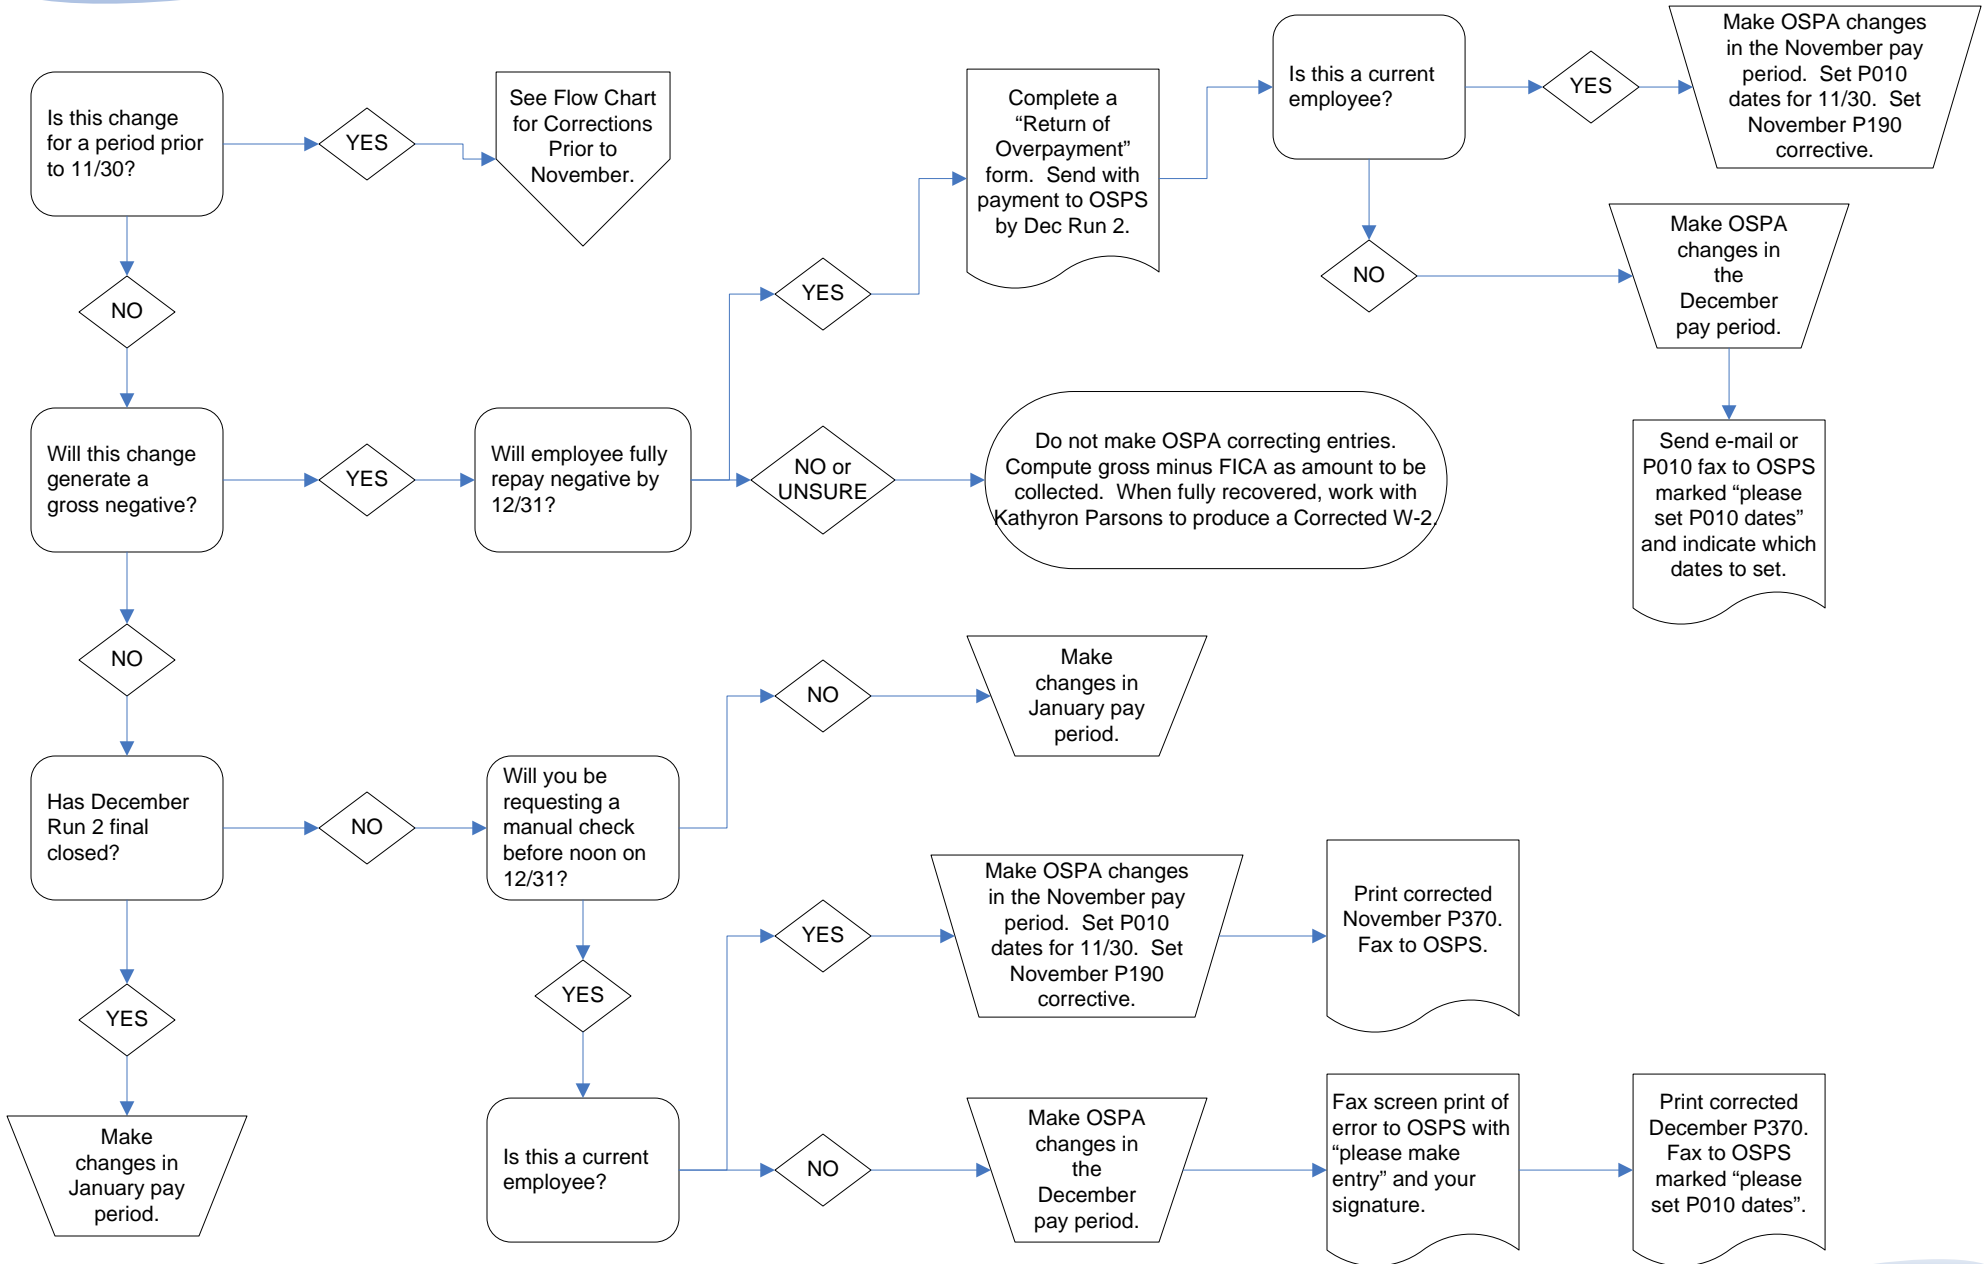 Is this change
for a period prior
to 11/30?
YES
See Flow Chart
for Corrections
Prior to
November.
NO
Will this change
generate a
gross negative?
YES
Will employee fully
repay negative by
12/31?
YES
Complete a
“Return of
Overpayment”
form.  Send with
payment to OSPS
by Dec Run 2.
Is this a current
employee?
YES
Make OSPA changes
in the November pay
period.  Set P010
dates for 11/30.  Set
November P190
corrective.
NO
Make OSPA
changes in
the
December
pay period.
Send e-mail or
P010 fax to OSPS
marked “please
set P010 dates”
and indicate which
dates to set.
NO or
UNSURE
Do not make OSPA correcting entries.
Compute gross minus FICA as amount to be
collected.  When fully recovered, work with
Kathyron Parsons to produce a Corrected W-2.
NO
Has December
Run 2 final
closed?
NO
Will you be
requesting a
manual check
before noon on
12/31?
NO
Make
changes in
January pay
period.
YES
Make
changes in
January pay
period.
YES
Is this a current
employee?
YES
Make OSPA changes
in the November pay
period.  Set P010
dates for 11/30.  Set
November P190
corrective.
Print corrected
November P370.
Fax to OSPS.
NO
Make OSPA
changes in
the
December
pay period.
Fax screen print of
error to OSPS with
“please make
entry” and your
signature.
Print corrected
December P370.
Fax to OSPS
marked “please
set P010 dates”.